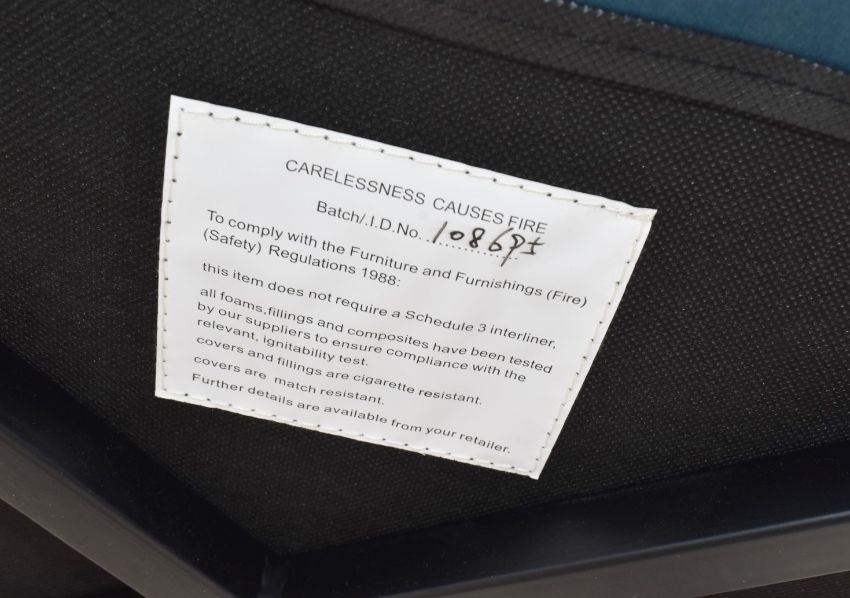 CARELESSNESS CAUSES FIRE
Batch/.I.D.No. 1086PI
To comply with the Furniture and Furnishings (Fire)
(Safety) Regulations 1988:
this item does not require a Schedule 3 interliner,
all foams,fillings and composites have been tested
by our suppliers to ensure compliance with the
relevant, ignitability test.
covers and fillings are cigarette resistant.
covers are match resistant.
Further details are available from your retailer.